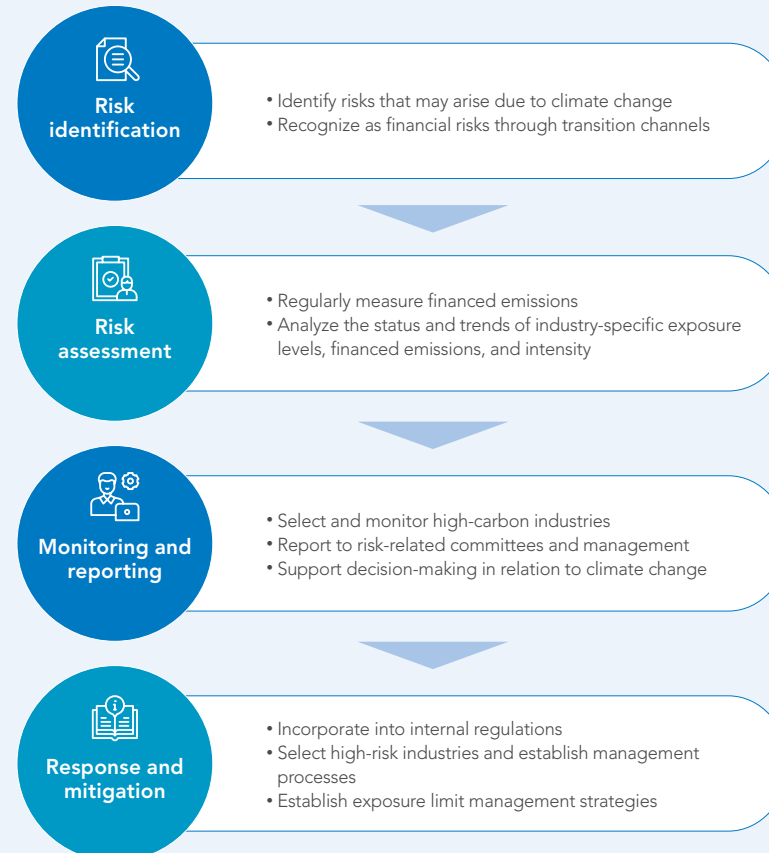 Risk
identification
• Identify risks that may arise due to climate change
• Recognize as financial risks through transition channels
Risk
assessment
• Regularly measure financed emissions
• Analyze the status and trends of industry-specific exposure
levels, financed emissions, and intensity
Monitoring and
reporting
• Select and monitor high-carbon industries
• Report to risk-related committees and management
• Support decision-making in relation to climate change
Response and
mitigation
• Incorporate into internal regulations
• Select high-risk industries and establish management
processes
• Establish exposure limit management strategies